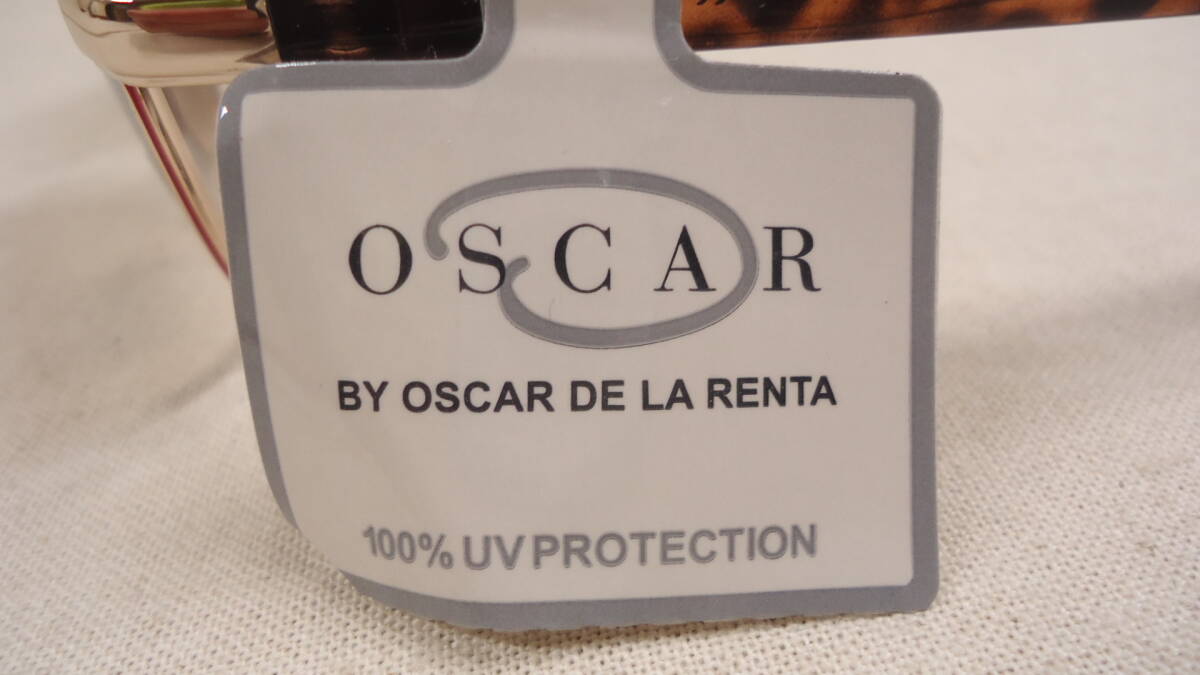 OSCAR
BY OSCAR DE LA RENTA
100% UV PROTECTION